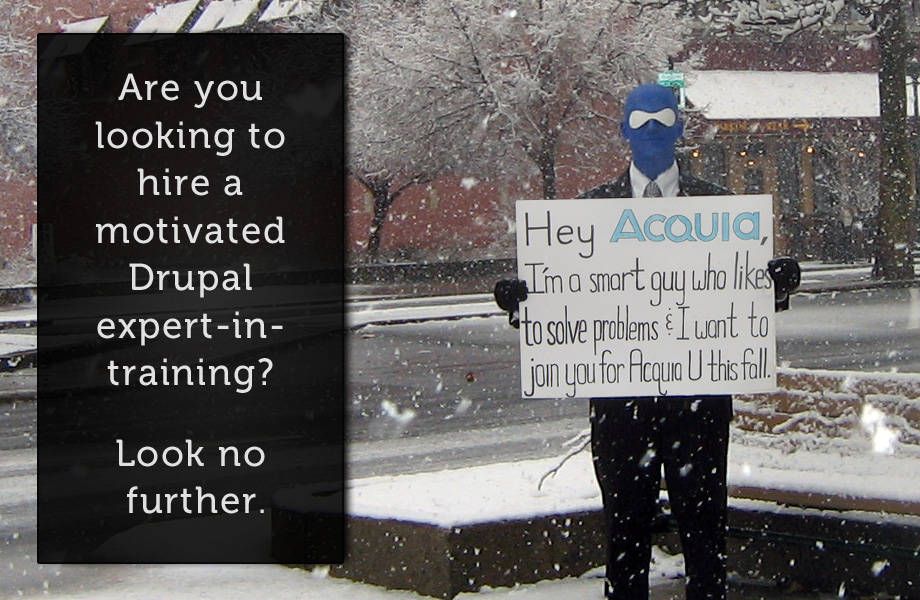 Are you
looking to
hire a
motivated
Drupal
expert-in-
training?
Look no
further.
Hey Acquia,
I'm a smart guy who likes
to solve problems & I want to
join you for Acquia U this fall.